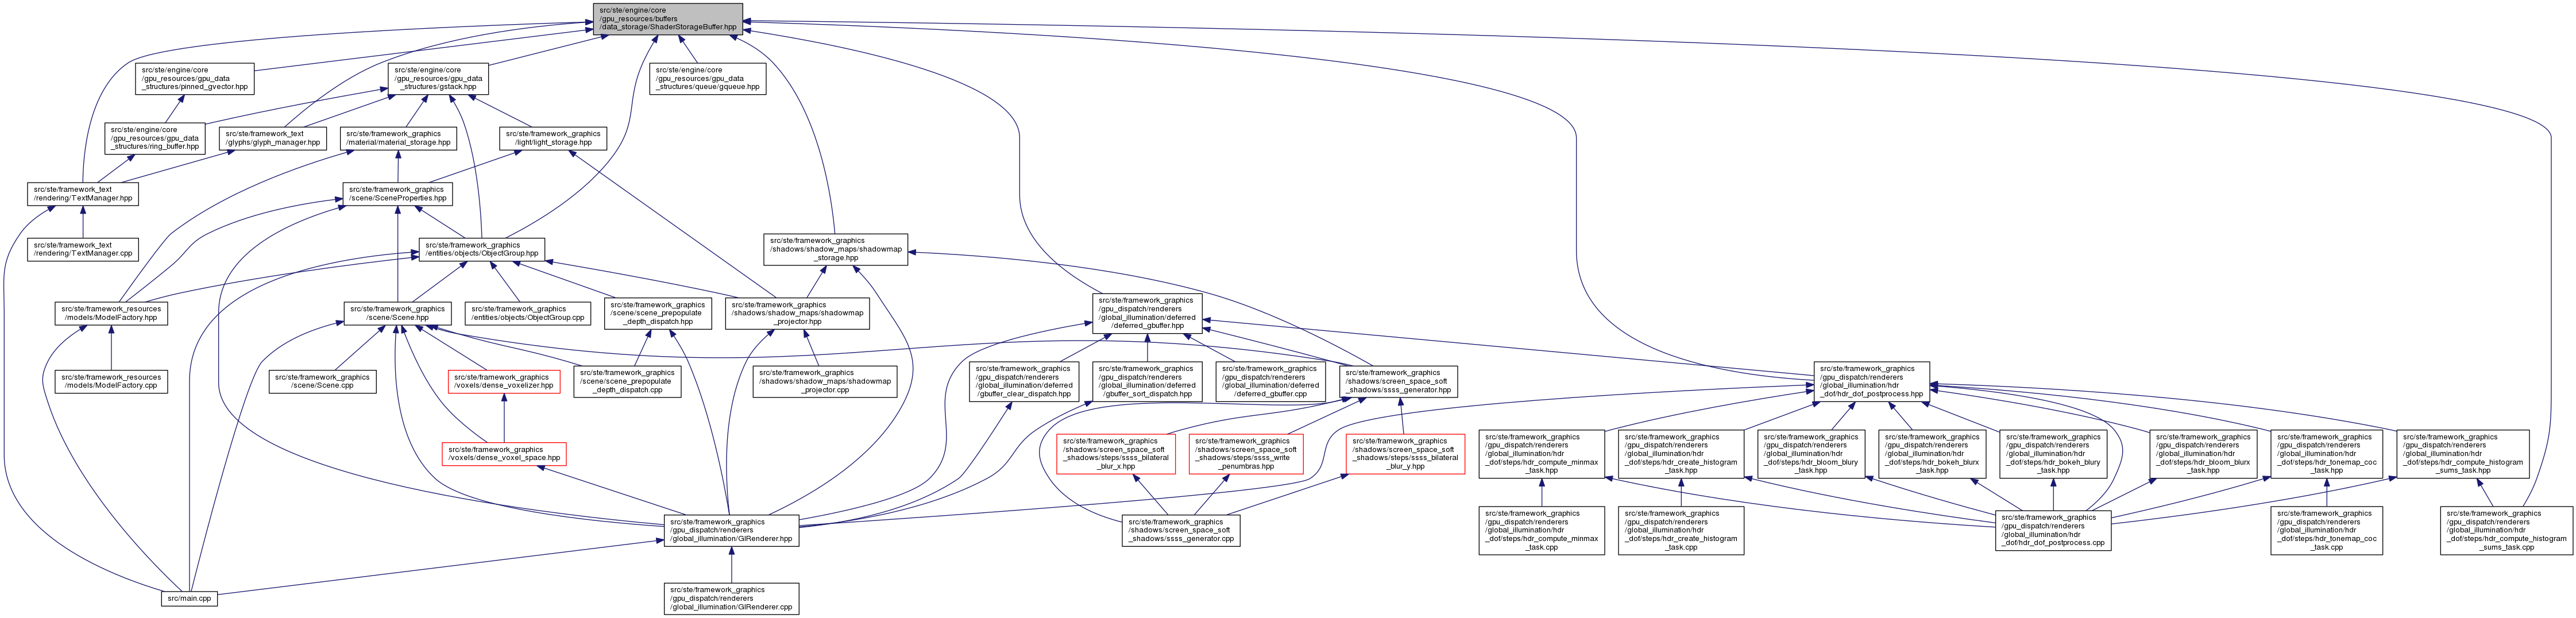 src/ste/engine/core
/gpu_resources/buffers
/data_storage/ShaderStorageBuffer.hpp
src/ste/engine/core
/gpu_resources/gpu_data
_structures/pinned_gvector.hpp
src/ste/engine/core
/gpu_resources/gpu_data
_structures/gstack.hpp
src/ste/engine/core
/gpu_resources/gpu_data
_structures/queue/gqueue.hpp
src/ste/engine/core
/gpu_resources/gpu_data
_structures/ring_buffer.hpp
src/ste/framework_text
/glyphs/glyph_manager.hpp
src/ste/framework_graphics
/material/material_storage.hpp
src/ste/framework_graphics
/light/light_storage.hpp
src/ste/framework_text
/rendering/TextManager.hpp
src/ste/framework_graphics
/scene/SceneProperties.hpp
src/ste/framework_text
/rendering/TextManager.cpp
src/ste/framework_graphics
/entities/objects/ObjectGroup.hpp
src/ste/framework_graphics
/shadows/shadow_maps/shadowmap
_storage.hpp
src/ste/framework_resources
/models/ModelFactory.hpp
src/ste/framework_graphics
/scene/Scene.hpp
src/ste/framework_graphics
/entities/objects/ObjectGroup.cpp
src/ste/framework_graphics
/scene/scene_prepopulate
_depth_dispatch.hpp
src/ste/framework_graphics
/shadows/shadow_maps/shadowmap
_projector.hpp
src/ste/framework_graphics
/gpu_dispatch/renderers
/global_illumination/deferred
/deferred_gbuffer.hpp
src/ste/framework_resources
/models/ModelFactory.cpp
src/ste/framework_graphics
/scene/Scene.cpp
src/ste/framework_graphics
/voxels/dense_voxelizer.hpp
src/ste/framework_graphics
/scene/scene_prepopulate
_depth_dispatch.cpp
src/ste/framework_graphics
/shadows/shadow_maps/shadowmap
_projector.cpp
src/ste/framework_graphics
/gpu_dispatch/renderers
/global_illumination/deferred
/gbuffer_clear_dispatch.hpp
src/ste/framework_graphics
/gpu_dispatch/renderers
/global_illumination/deferred
/gbuffer_sort_dispatch.hpp
src/ste/framework_graphics
/gpu_dispatch/renderers
/global_illumination/deferred
/deferred_gbuffer.cpp
src/ste/framework_graphics
/shadows/screen_space_soft
_shadows/ssss_generator.hpp
src/ste/framework_graphics
/gpu_dispatch/renderers
/global_illumination/hdr
_dof/hdr_dof_postprocess.hpp
src/ste/framework_graphics
/voxels/dense_voxel_space.hpp
src/ste/framework_graphics
/shadows/screen_space_soft
_shadows/steps/ssss_bilateral
_blur_x.hpp
src/ste/framework_graphics
/shadows/screen_space_soft
_shadows/steps/ssss_write
_penumbras.hpp
src/ste/framework_graphics
/shadows/screen_space_soft
_shadows/steps/ssss_bilateral
_blur_y.hpp
src/ste/framework_graphics
/gpu_dispatch/renderers
/global_illumination/hdr
_dof/steps/hdr_compute_minmax
_task.hpp
src/ste/framework_graphics
/gpu_dispatch/renderers
/global_illumination/hdr
_dof/steps/hdr_create_histogram
_task.hpp
src/ste/framework_graphics
/gpu_dispatch/renderers
/global_illumination/hdr
_dof/steps/hdr_bloom_blury
_task.hpp
src/ste/framework_graphics
/gpu_dispatch/renderers
/global_illumination/hdr
_dof/steps/hdr_bokeh_blurx
_task.hpp
src/ste/framework_graphics
/gpu_dispatch/renderers
/global_illumination/hdr
_dof/steps/hdr_bokeh_blury
_task.hpp
src/ste/framework_graphics
/gpu_dispatch/renderers
/global_illumination/hdr
_dof/steps/hdr_bloom_blurx
_task.hpp
src/ste/framework_graphics
/gpu_dispatch/renderers
/global_illumination/hdr
_dof/steps/hdr_tonemap_coc
_task.hpp
src/ste/framework_graphics
/gpu_dispatch/renderers
/global_illumination/hdr
_dof/steps/hdr_compute_histogram
_sums_task.hpp
src/ste/framework_graphics
/gpu_dispatch/renderers
/global_illumination/GIRenderer.hpp
src/ste/framework_graphics
/shadows/screen_space_soft
_shadows/ssss_generator.cpp
src/ste/framework_graphics
/gpu_dispatch/renderers
/global_illumination/hdr
_dof/steps/hdr_compute_minmax
_task.cpp
src/ste/framework_graphics
/gpu_dispatch/renderers
/global_illumination/hdr
_dof/steps/hdr_create_histogram
_task.cpp
src/ste/framework_graphics
/gpu_dispatch/renderers
/global_illumination/hdr
_dof/hdr_dof_postprocess.cpp
src/ste/framework_graphics
/gpu_dispatch/renderers
/global_illumination/hdr
_dof/steps/hdr_tonemap_coc
_task.cpp
src/ste/framework_graphics
/gpu_dispatch/renderers
/global_illumination/hdr
_dof/steps/hdr_compute_histogram
_sums_task.cpp
src/main.cpp
src/ste/framework_graphics
/gpu_dispatch/renderers
/global_illumination/GIRenderer.cpp